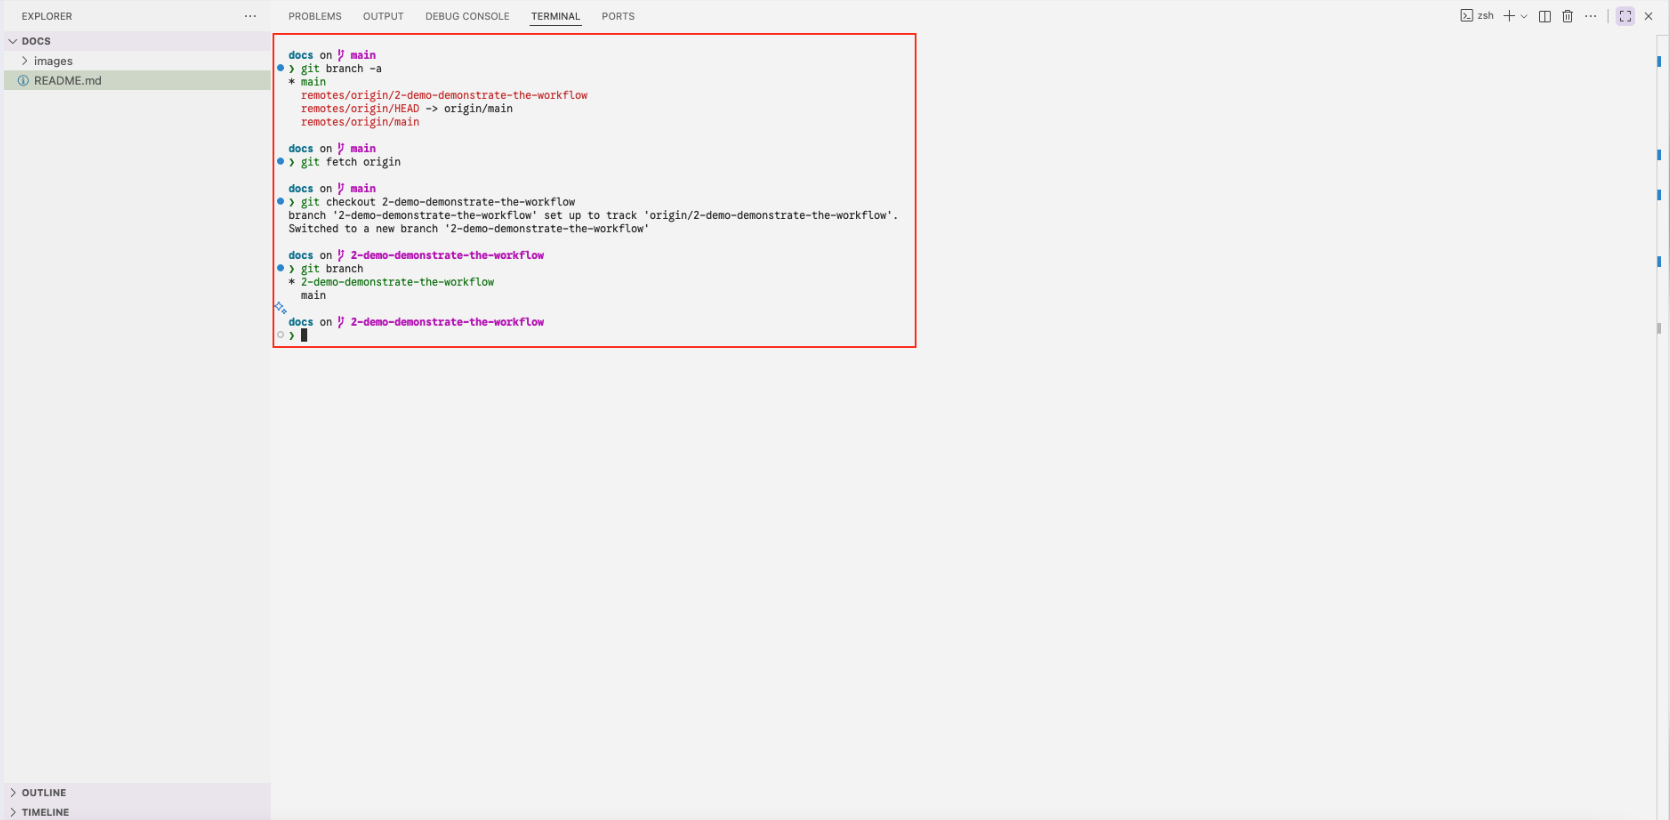 EXPLORER
DOCS
images
README.md
OUTLINE
TIMELINE
PROBLEMS OUTPUT DEBUG CONSOLE TERMINAL PORTS
zsh
docs on main
❯ git branch -a
* main
remotes/origin/2-demo-demonstrate-the-workflow
remotes/origin/HEAD -> origin/main
remotes/origin/main
docs on main
❯ git fetch origin
docs on main
❯ git checkout 2-demo-demonstrate-the-workflow
branch '2-demo-demonstrate-the-workflow' set up to track 'origin/2-demo-demonstrate-the-workflow'.
Switched to a new branch '2-demo-demonstrate-the-workflow'
docs on 2-demo-demonstrate-the-workflow
❯ git branch
* 2-demo-demonstrate-the-workflow
main
docs on 2-demo-demonstrate-the-workflow
❯